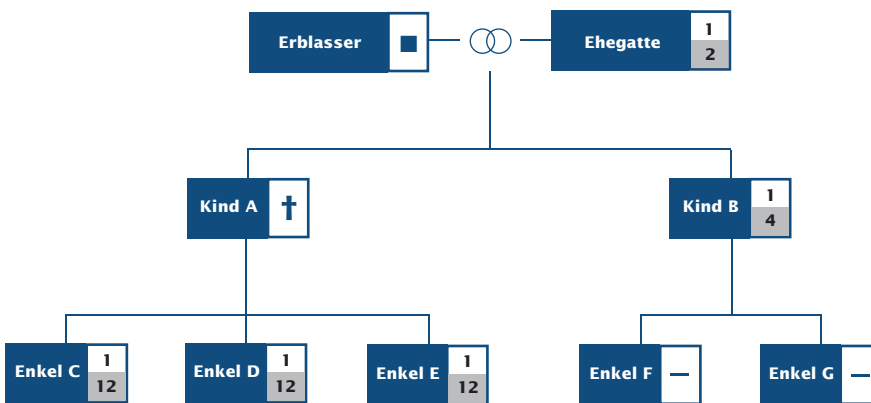 Erblasser ■ Ehegatte 1
2
Kind A † Kind B 1
4
Enkel C 1
12
Enkel D 1
12
Enkel E 1
12
Enkel F —
Enkel G —